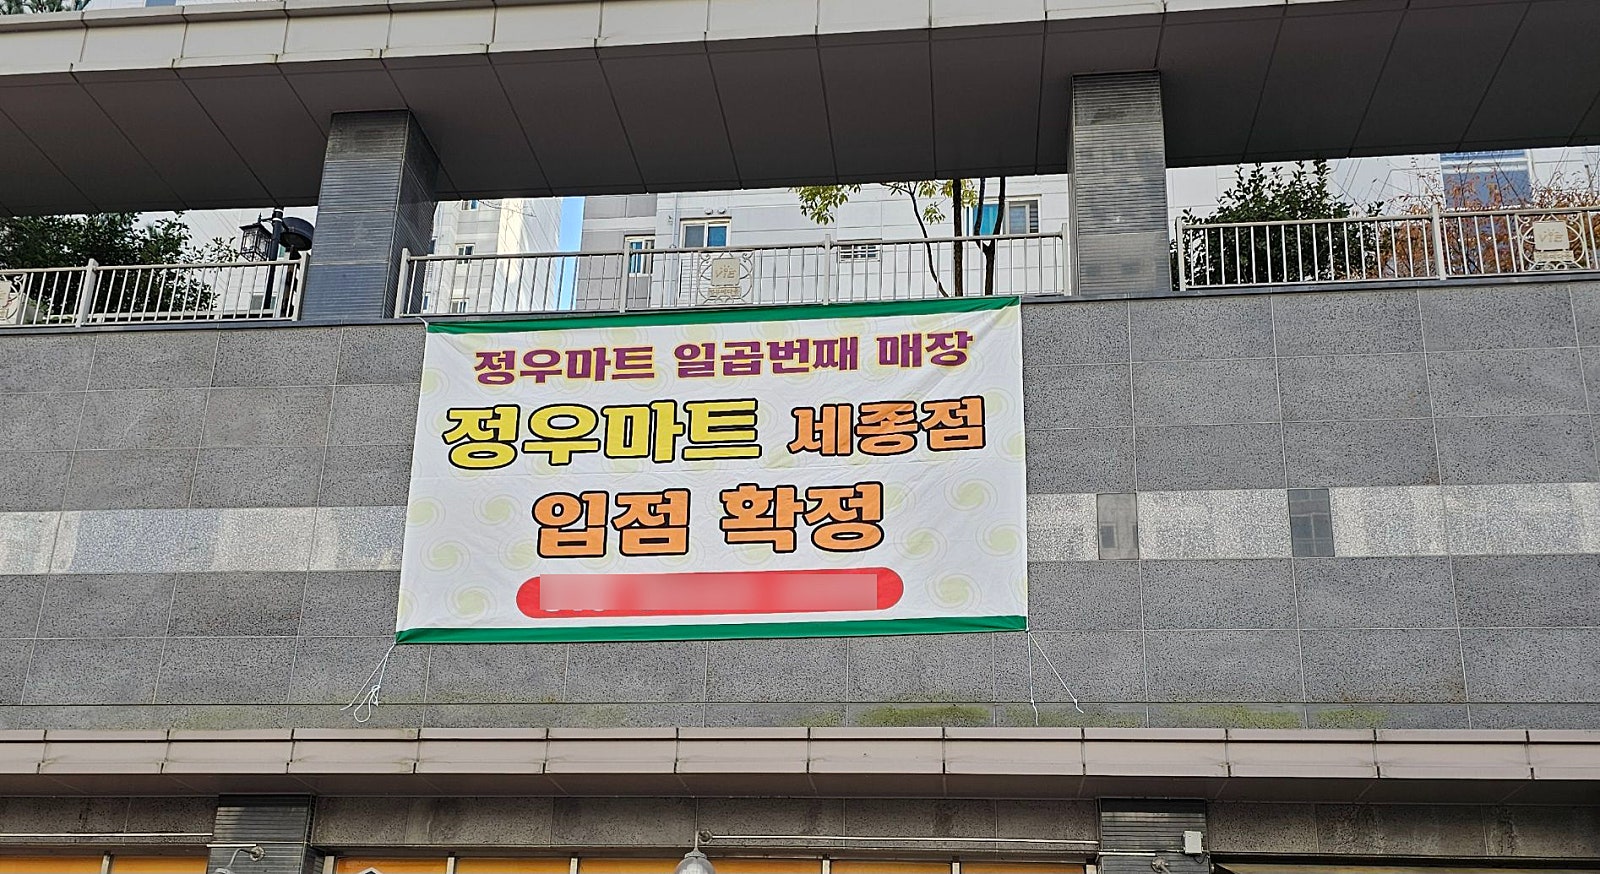 정우마트 일곱번째 매장
정우마트 세종점
입점 확정